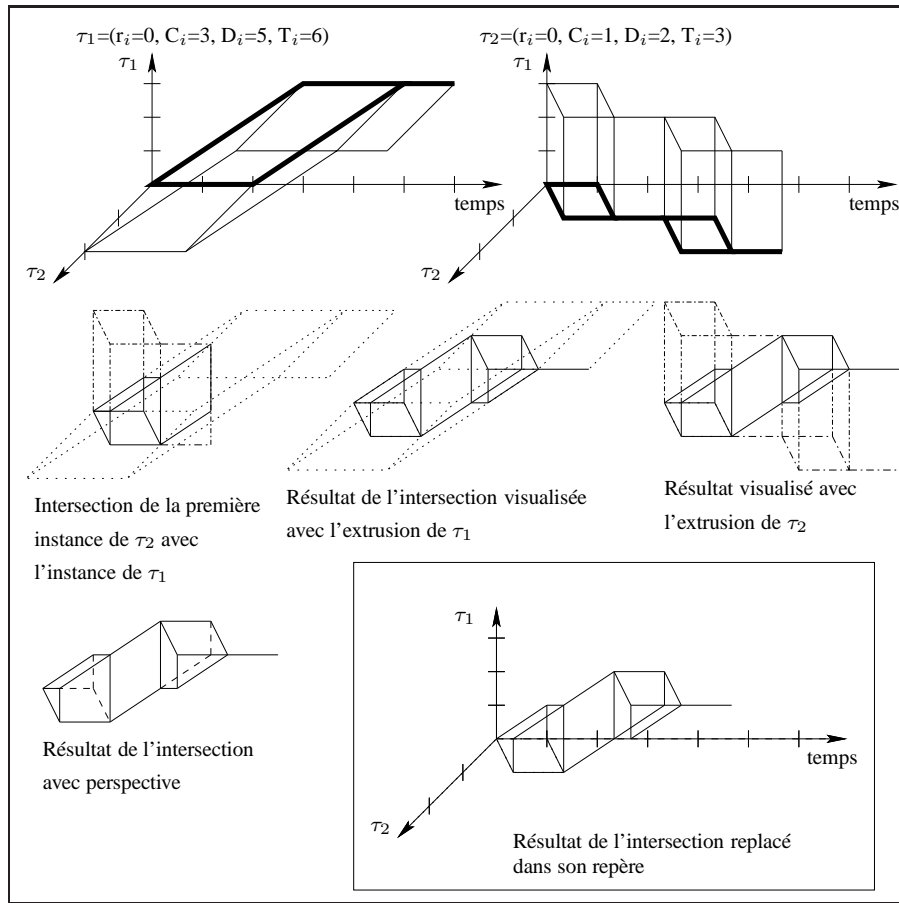 τ1=(ri=0, Ci=3, Di=5, Ti=6)
τ2=(ri=0, Ci=1, Di=2, Ti=3)
τ1
τ1
temps
temps
τ2
τ2
Intersection de la première
instance de τ2 avec
l'instance de τ1
Résultat de l'intersection visualisée
avec l'extrusion de τ1
Résultat visualisé avec
l'extrusion de τ2
Résultat de l'intersection
avec perspective
τ1
temps
τ2
Résultat de l'intersection replacé
dans son repère